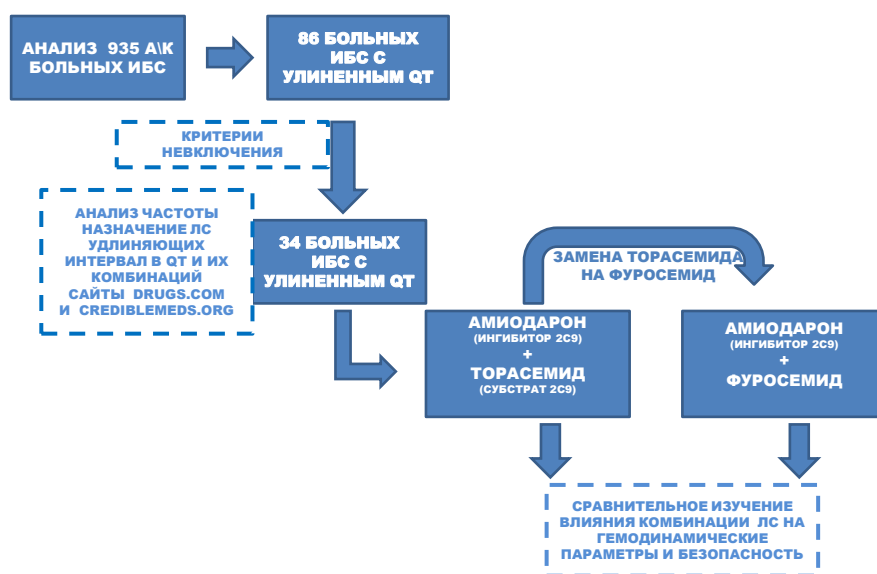 АНАЛИЗ 935 А\К
БОЛЬНЫХ ИБС
86 БОЛЬНЫХ
ИБС С
УЛИНЕННЫМ QT
КРИТЕРИИ
НЕВКЛЮЧЕНИЯ
АНАЛИЗ ЧАСТОТЫ
НАЗНАЧЕНИЕ ЛС
УДЛИНЯЮЩИХ
ИНТЕРВАЛ В QT И ИХ
КОМБИНАЦИЙ
САЙТЫ DRUGS.COM
И CREDIBLEMEDS.ORG
34 БОЛЬНЫХ
ИБС С
УЛИНЕННЫМ QT
ЗАМЕНА ТОРАСЕМИДА
НА ФУРОСЕМИД
АМИОДАРОН
(ИНГИБИТОР 2С9)
+
ТОРАСЕМИД
(СУБСТРАТ 2С9)
АМИОДАРОН
(ИНГИБИТОР 2С9)
+
ФУРОСЕМИД
СРАВНИТЕЛЬНОЕ ИЗУЧЕНИЕ
ВЛИЯНИЯ КОМБИНАЦИИ ЛС НА
ГЕМОДИНАМИЧЕСКИЕ
ПАРАМЕТРЫ И БЕЗОПАСНОСТЬ